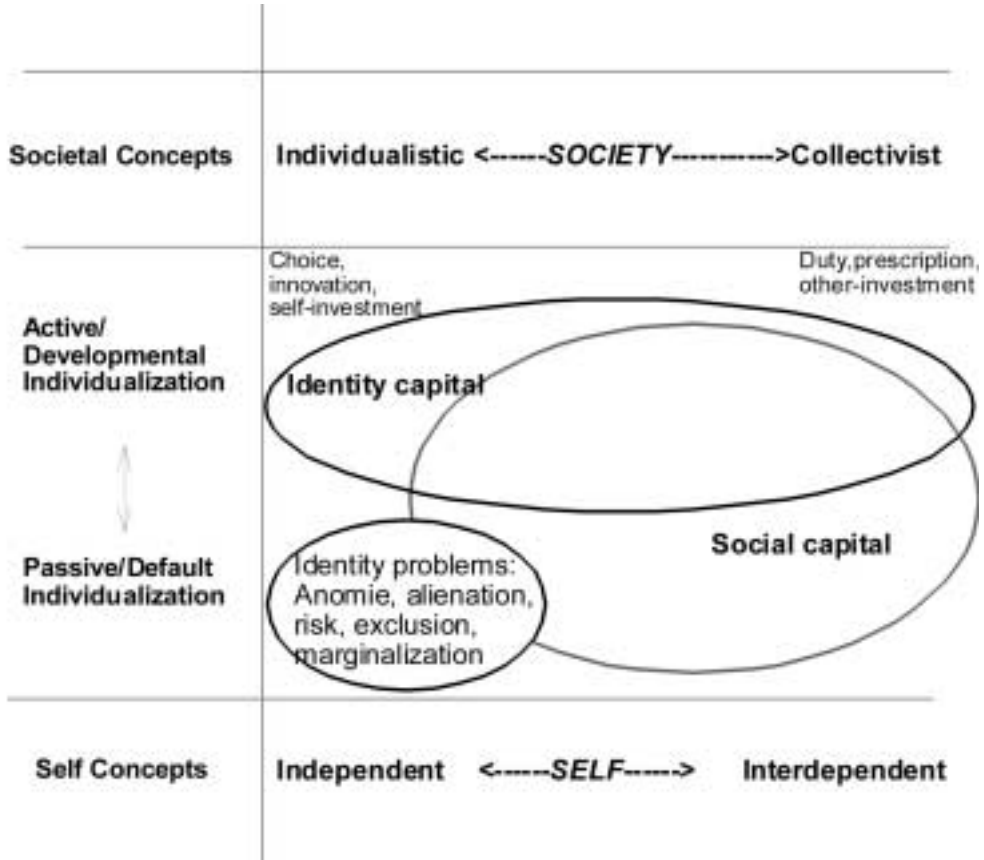 Societal Concepts
Individualistic <------SOCIETY----------->Collectivist
Choice,
innovation,
self-investment
Duty,prescription,
other-investment
Active/
Developmental
Individualization
Identity capital
Passive/Default
Individualization
Identity problems:
Anomie, alienation,
risk, exclusion,
marginalization
Social capital
Self Concepts
Independent <------SELF------> Interdependent